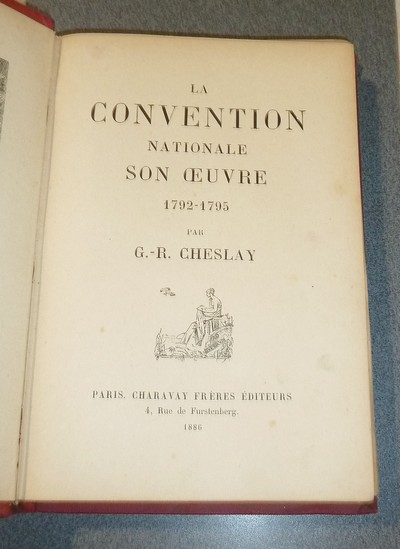 LA
CONVENTION
NATIONALE
SON ŒUVRE
1792-1795
PAR
G.-R. CHESLAY
PARIS. CHARAVAY FRÈRES ÉDITEURS
4, Rue de Furstenberg.
1886